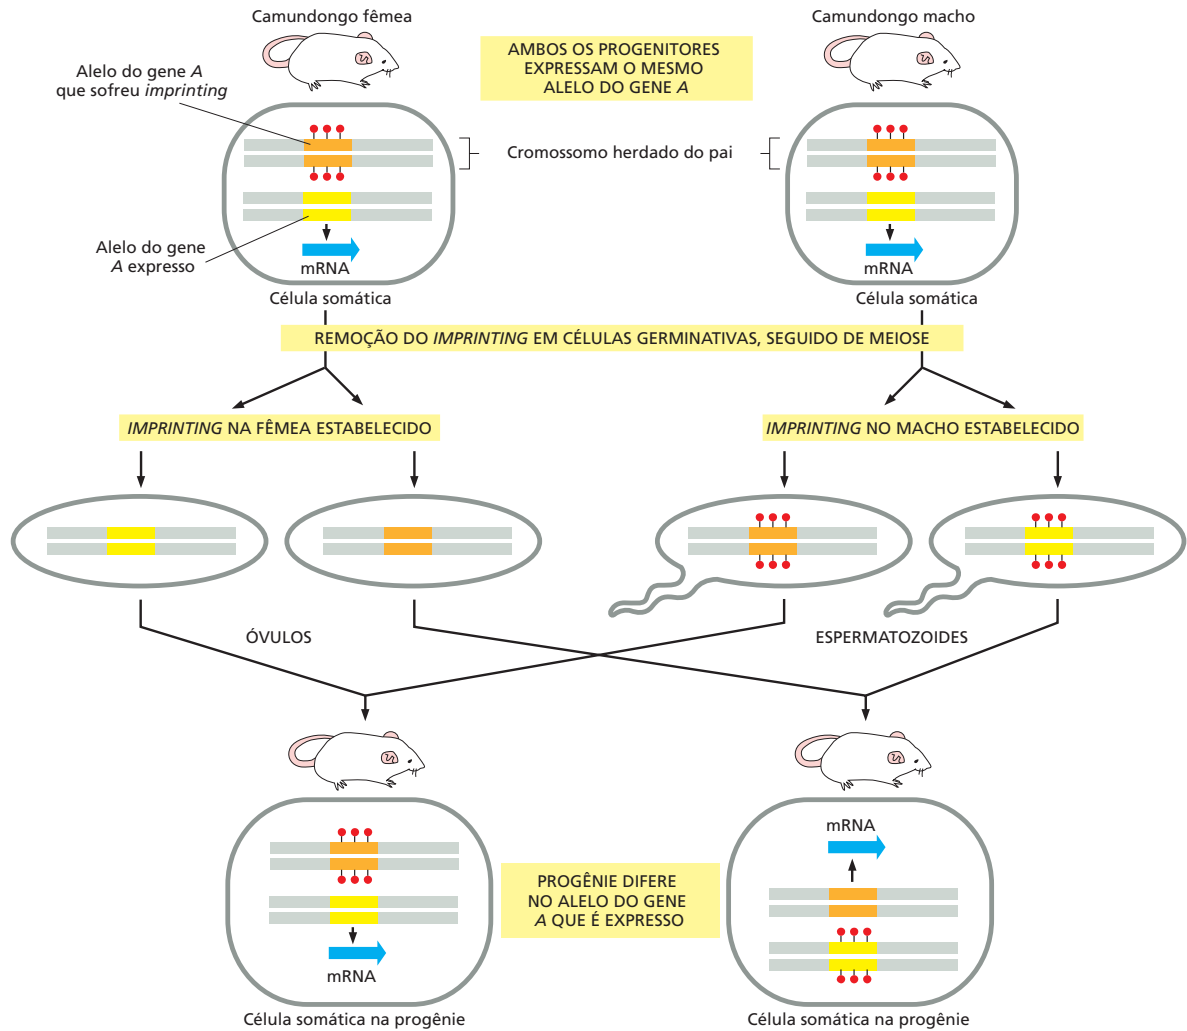 Camundongo fêmea
Camundongo macho
AMBOS OS PROGENITORES
EXPRESSAM O MESMO
ALELO DO GENE A
Alelo do gene A
que sofreu imprinting
Cromossomo herdado do pai
Alelo do gene
A expresso
mRNA
mRNA
Célula somática
Célula somática
REMOÇÃO DO IMPRINTING EM CÉLULAS GERMINATIVAS, SEGUIDO DE MEIOSE
IMPRINTING NA FÊMEA ESTABELECIDO
IMPRINTING NO MACHO ESTABELECIDO
ÓVULOS
ESPERMATOZOIDES
mRNA
PROGÊNIE DIFERE
NO ALELO DO GENE
A QUE É EXPRESSO
mRNA
Célula somática na progênie
Célula somática na progênie